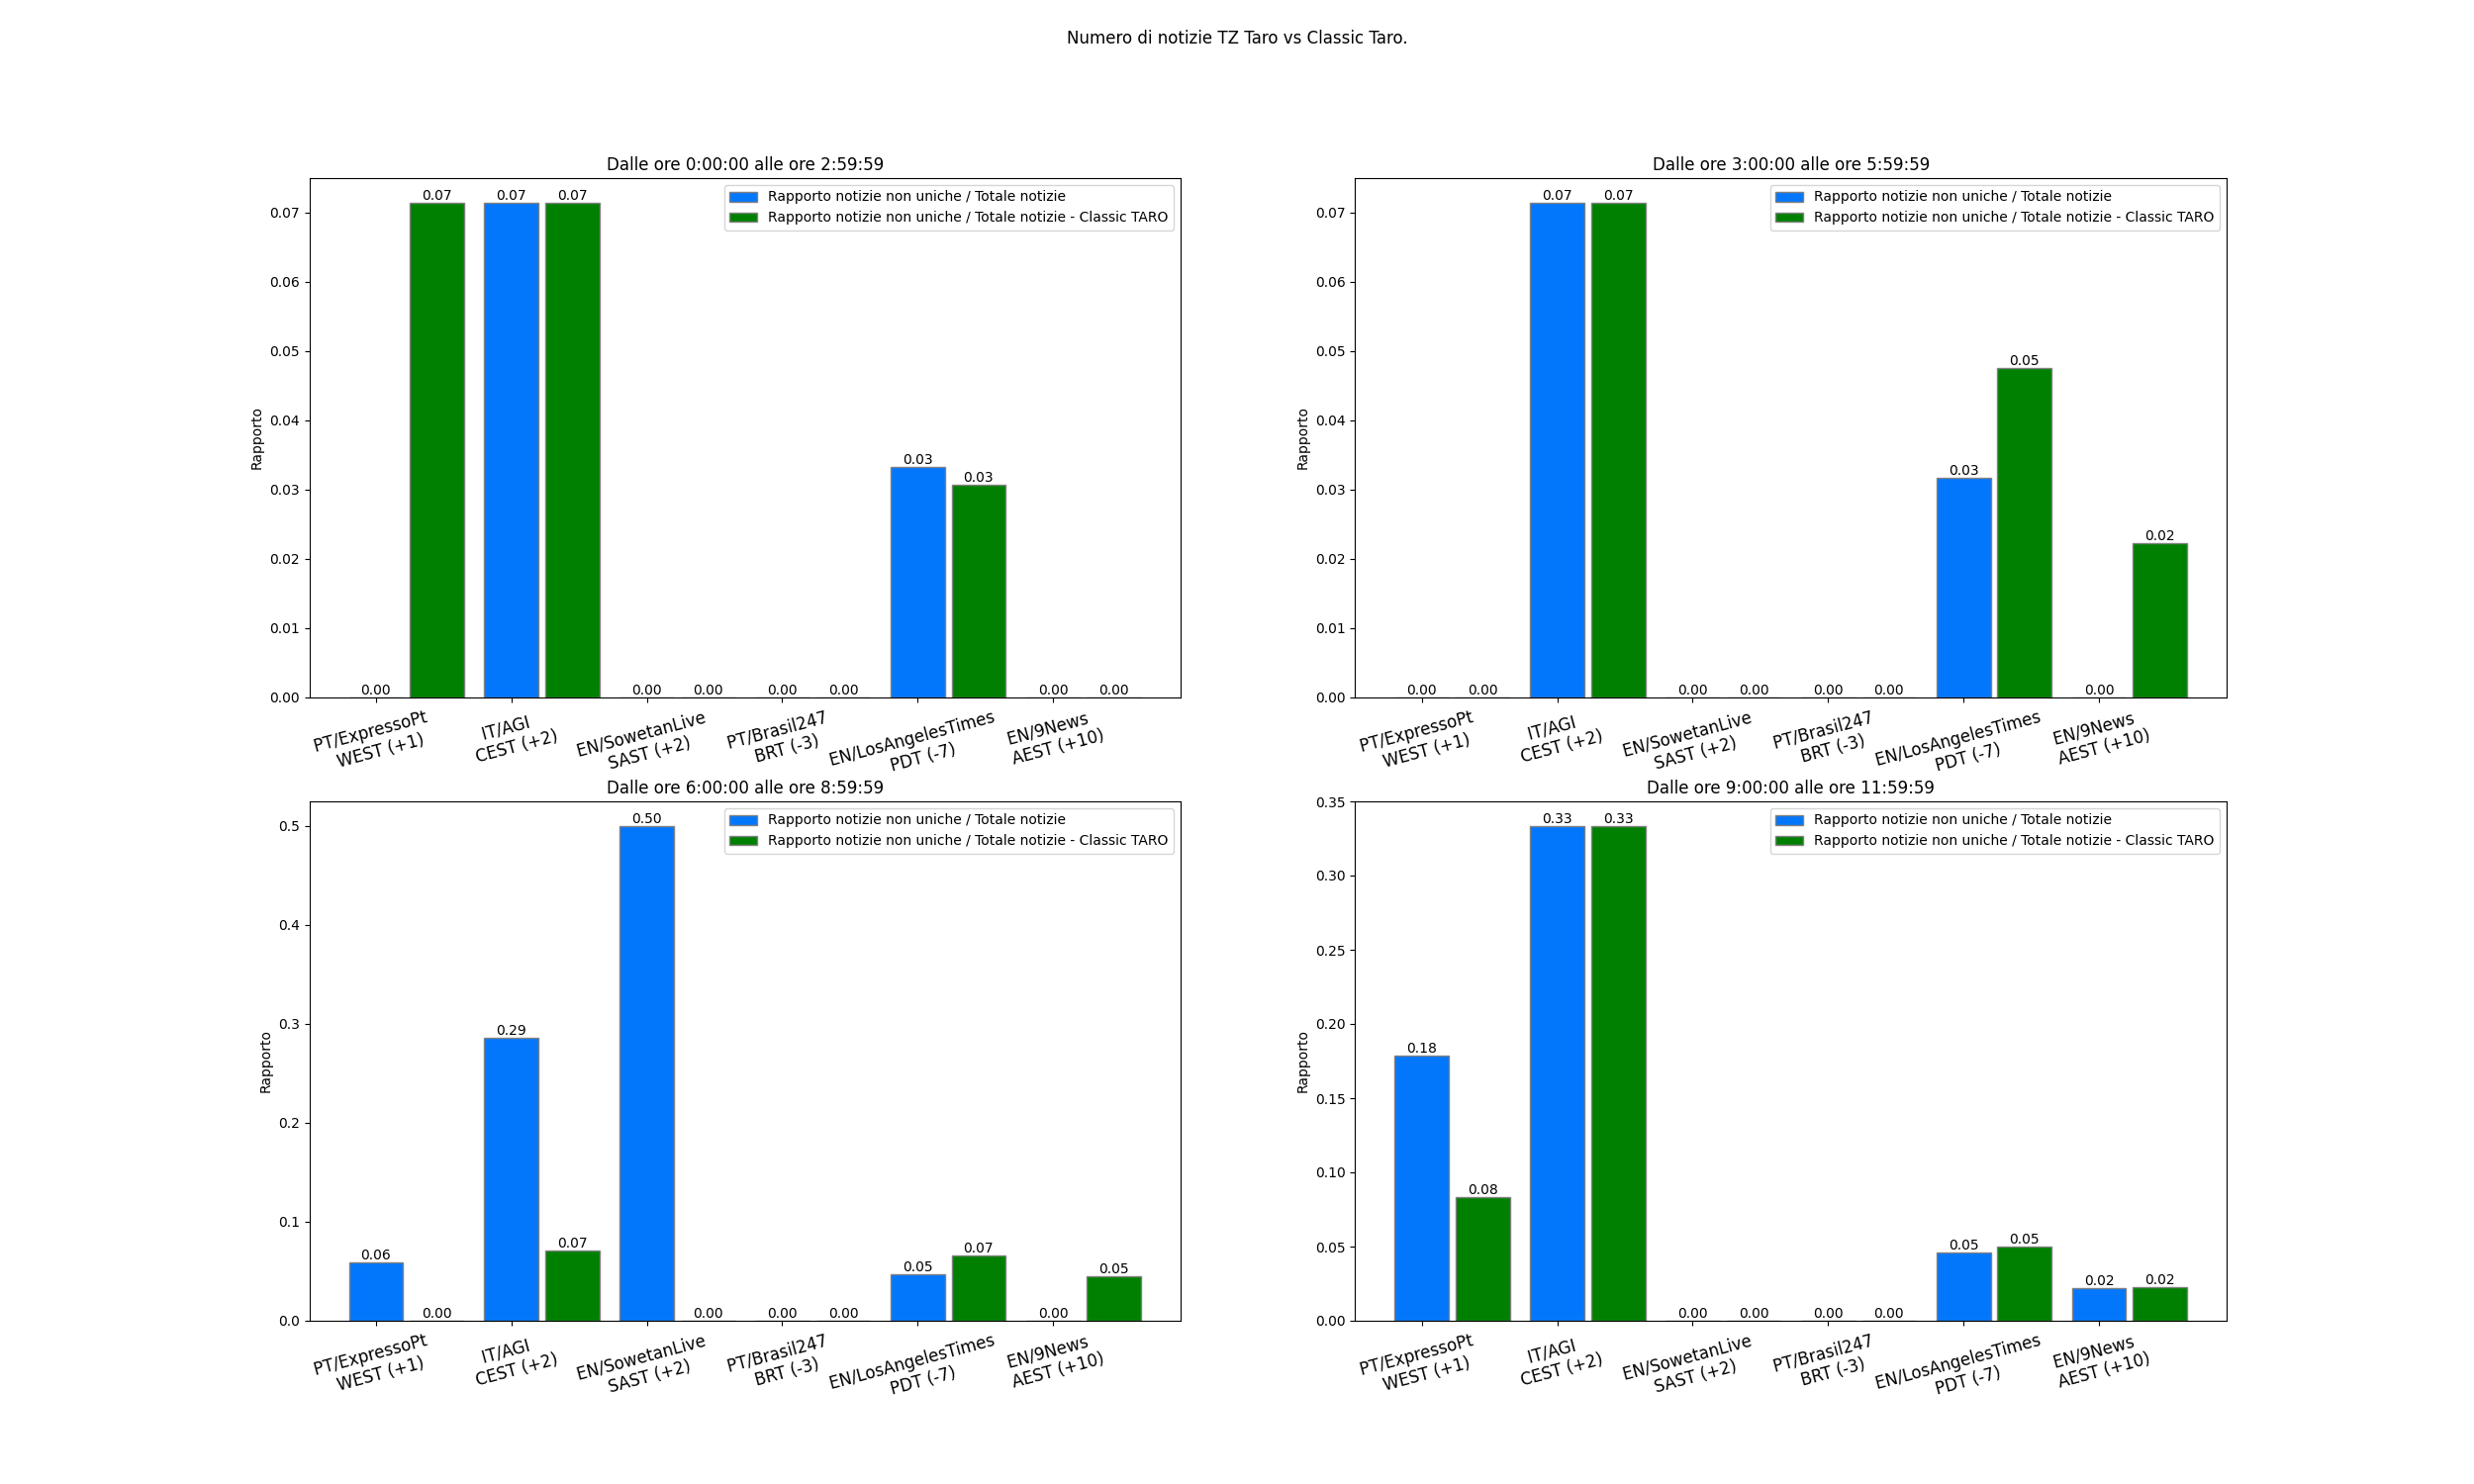 Numero di notizie TZ Taro vs Classic Taro.
Dalle ore 0:00:00 alle ore 2:59:59
Rapporto notizie non uniche / Totale notizie
Rapporto notizie non uniche / Totale notizie - Classic TARO
Rapporto
0.07
0.06
0.05
0.04
0.03
0.02
0.01
0.00
0.00
0.07
0.07
0.07
0.00
0.00
0.00
0.00
0.03
0.03
0.00
0.00
PT/ExpressoPt
WEST (+1)
IT/AGI
CEST (+2)
EN/SowetanLive
SAST (+2)
PT/Brasil247
BRT (-3)
EN/LosAngelesTimes
PDT (-7)
EN/9News
AEST (+10)
Dalle ore 3:00:00 alle ore 5:59:59
Rapporto notizie non uniche / Totale notizie
Rapporto notizie non uniche / Totale notizie - Classic TARO
Rapporto
0.07
0.06
0.05
0.04
0.03
0.02
0.01
0.00
0.00
0.00
0.07
0.07
0.00
0.00
0.00
0.00
0.03
0.05
0.00
0.02
PT/ExpressoPt
WEST (+1)
IT/AGI
CEST (+2)
EN/SowetanLive
SAST (+2)
PT/Brasil247
BRT (-3)
EN/LosAngelesTimes
PDT (-7)
EN/9News
AEST (+10)
Dalle ore 6:00:00 alle ore 8:59:59
Rapporto notizie non uniche / Totale notizie
Rapporto notizie non uniche / Totale notizie - Classic TARO
Rapporto
0.5
0.4
0.3
0.2
0.1
0.0
0.06
0.00
0.29
0.07
0.50
0.00
0.00
0.00
0.05
0.07
0.00
0.05
PT/ExpressoPt
WEST (+1)
IT/AGI
CEST (+2)
EN/SowetanLive
SAST (+2)
PT/Brasil247
BRT (-3)
EN/LosAngelesTimes
PDT (-7)
EN/9News
AEST (+10)
Dalle ore 9:00:00 alle ore 11:59:59
Rapporto notizie non uniche / Totale notizie
Rapporto notizie non uniche / Totale notizie - Classic TARO
Rapporto
0.35
0.30
0.25
0.20
0.15
0.10
0.05
0.00
0.18
0.08
0.33
0.33
0.00
0.00
0.00
0.00
0.05
0.05
0.02
0.02
PT/ExpressoPt
WEST (+1)
IT/AGI
CEST (+2)
EN/SowetanLive
SAST (+2)
PT/Brasil247
BRT (-3)
EN/LosAngelesTimes
PDT (-7)
EN/9News
AEST (+10)